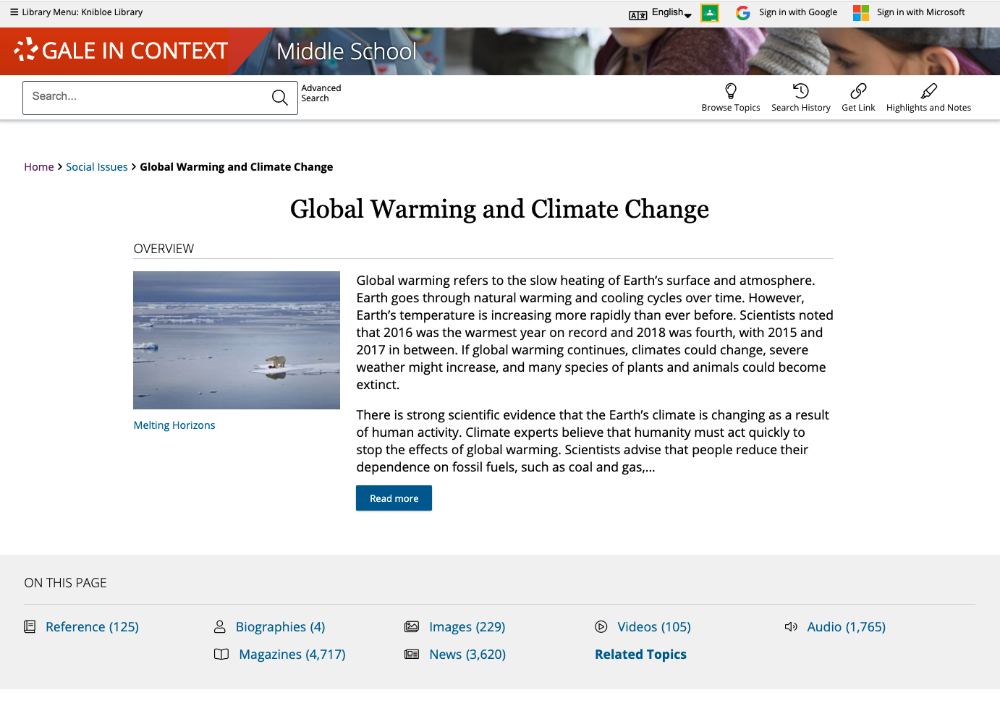 Library Menu: Knibloe Library
English
Sign in with Google
Sign in with Microsoft
GALE IN CONTEXT
Middle School
Search...
Advanced
Search
Browse Topics
Search History
Get Link
Highlights and Notes
Home > Social Issues > Global Warming and Climate Change
Global Warming and Climate Change
OVERVIEW
Melting Horizons
Global warming refers to the slow heating of Earth’s surface and atmosphere.
Earth goes through natural warming and cooling cycles over time. However,
Earth’s temperature is increasing more rapidly than ever before. Scientists noted
that 2016 was the warmest year on record and 2018 was fourth, with 2015 and
2017 in between. If global warming continues, climates could change, severe
weather might increase, and many species of plants and animals could become
extinct.
There is strong scientific evidence that the Earth’s climate is changing as a result
of human activity. Climate experts believe that humanity must act quickly to
stop the effects of global warming. Scientists advise that people reduce their
dependence on fossil fuels, such as coal and gas,...
Read more
ON THIS PAGE
Reference (125)
Biographies (4)
Images (229)
Videos (105)
Audio (1,765)
Magazines (4,717)
News (3,620)
Related Topics